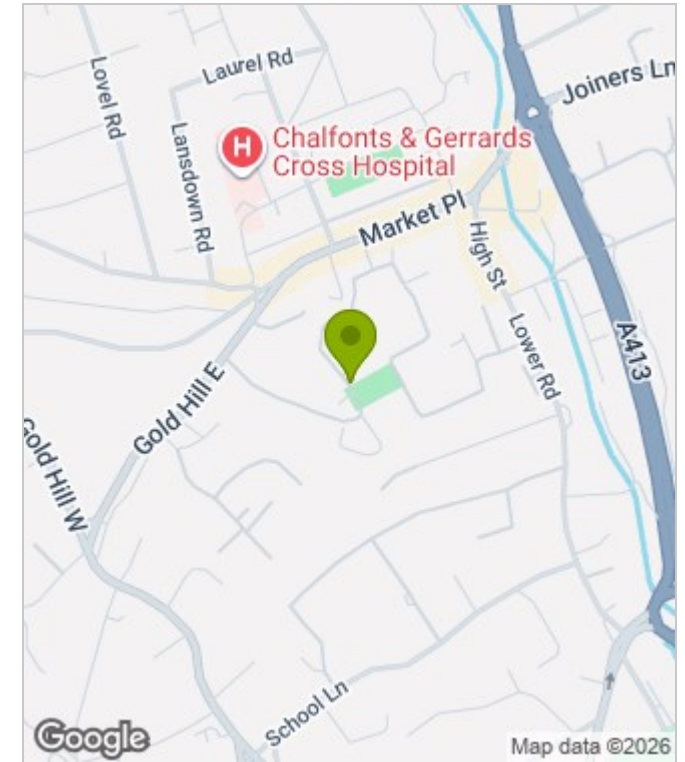 Laurel Rd
Lovel Rd
Lansdown Rd
Joiners Ln
H
Chalfonts & Gerrards
Cross Hospital
Market Pl
High St
Lower Rd
A413
Gold Hill E
Gold Hill W
School Ln
Google
Map data ©2026